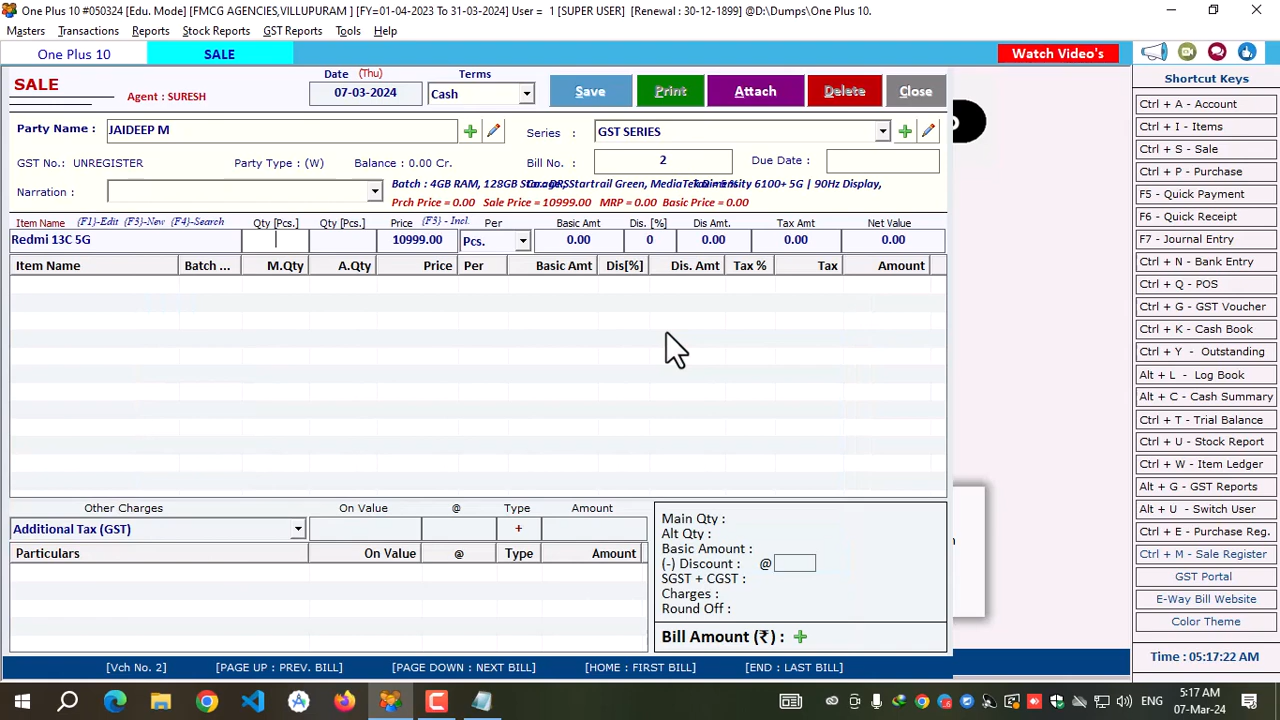 One Plus 10 #050324 [Edu. Mode] [FMCG AGENCIES,VILLUPURAM ] [FY=01-04-2023 To 31-03-2024] User = 1 [SUPER USER] [Renewal : 30-12-1899] @D:\Dumps\One Plus 10.
Masters Transactions Reports Stock Reports GST Reports Tools Help
One Plus 10 SALE Watch Video's
SALE
Agent : SURESH
Date (Thu) Terms
07-03-2024 Cash
Save Print Attach Delete Close
Party Name : JAIDEEP M
Series : GST SERIES
GST No.: UNREGISTER Party Type : (W) Balance : 0.00 Cr.
Bill No. : 2 Due Date :
Narration :
Batch : 4GB RAM, 128GB Startrail Green, MediaTek 6100+ 5G | 90Hz Display,
Prch Price = 0.00 Sale Price = 10999.00 MRP = 0.00 Basic Price = 0.00
Item Name (F1)-Edit (F3)-New (F4)-Search Qty [Pcs.] Qty [Pcs.] Price (F3) - Incl. Per Basic Amt Dis. [%] Dis Amt. Tax Amt Net Value
Redmi 13C 5G 10999.00 Pcs. 0.00 0 0.00 0.00 0.00
Item Name Batch ... M.Qty A.Qty Price Per Basic Amt Dis[%] Dis. Amt Tax % Tax Amount
Other Charges On Value @ Type Amount
Additional Tax (GST) +
Particulars On Value @ Type Amount
Main Qty :
Alt Qty :
Basic Amount :
(-) Discount : @
SGST + CGST :
Charges :
Round Off :
Bill Amount (₹) :
[Vch No. 2] [PAGE UP : PREV. BILL] [PAGE DOWN : NEXT BILL] [HOME : FIRST BILL] [END : LAST BILL]
Shortcut Keys
Ctrl + A - Account
Ctrl + I - Items
Ctrl + S - Sale
Ctrl + P - Purchase
F5 - Quick Payment
F6 - Quick Receipt
F7 - Journal Entry
Ctrl + N - Bank Entry
Ctrl + Q - POS
Ctrl + G - GST Voucher
Ctrl + K - Cash Book
Ctrl + Y - Outstanding
Alt + L - Log Book
Alt + C - Cash Summary
Ctrl + T - Trial Balance
Ctrl + U - Stock Report
Ctrl + W - Item Ledger
Alt + G - GST Reports
Alt + U - Switch User
Ctrl + E - Purchase Reg.
Ctrl + M - Sale Register
GST Portal
E-Way Bill Website
Color Theme
Time : 05:17:22 AM
ENG 5:17 AM
07-Mar-24